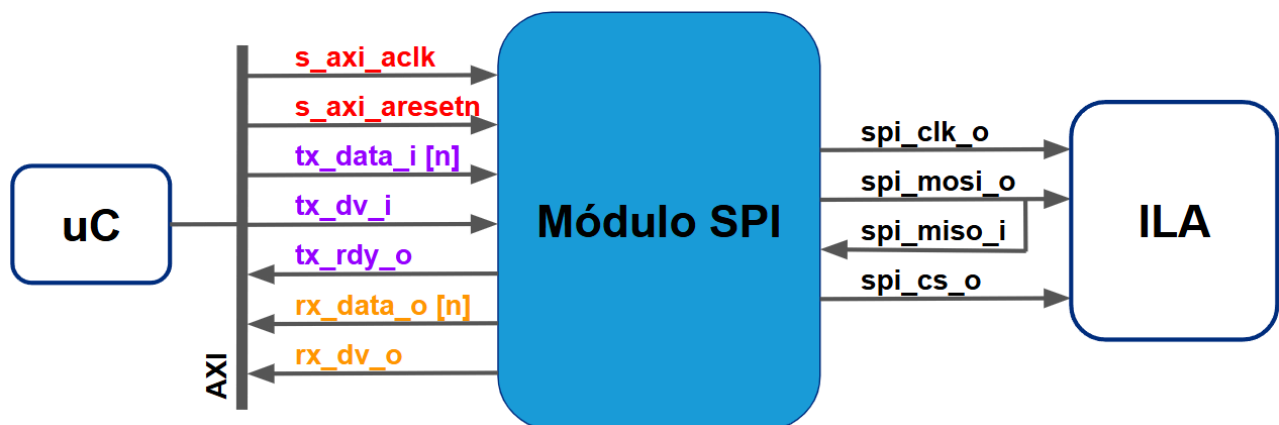 uC
AXI
s_axi_aclk
s_axi_aresetn
tx_data_i [n]
tx_dv_i
tx_rdy_o
rx_data_o [n]
rx_dv_o
Módulo SPI
spi_clk_o
spi_mosi_o
spi_miso_i
spi_cs_o
ILA